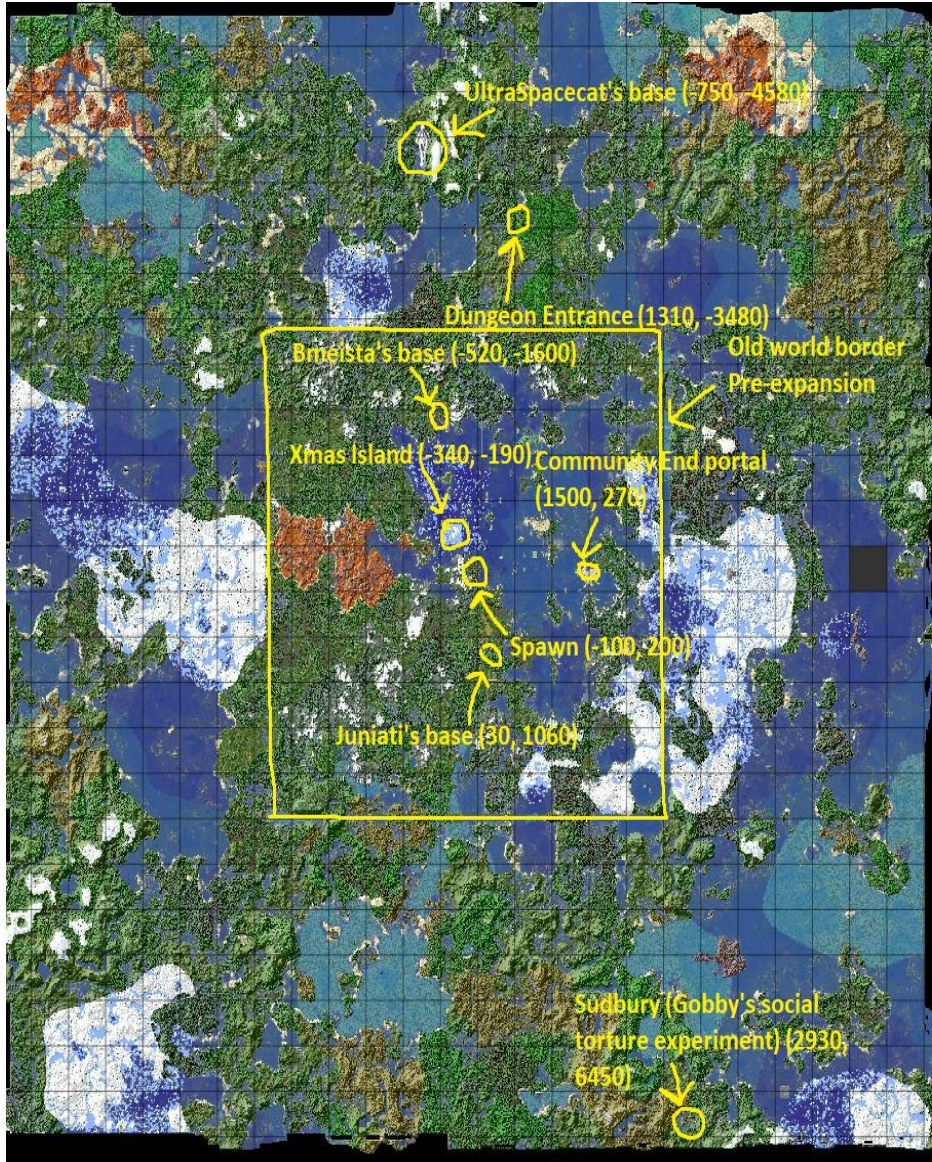 UltraSpacecat's base (-750, -4580)
Dungeon Entrance (1310, -3480)
Bmeista's base (-520, -1600)
Old world border
Pre-expansion
Xmas Island (-340, -190)
Community End portal
(1500, 270)
Spawn (-100, 200)
Juniati's base (30, 1060)
Sudbury (Gobby's social
torture experiment) (2930,
6450)